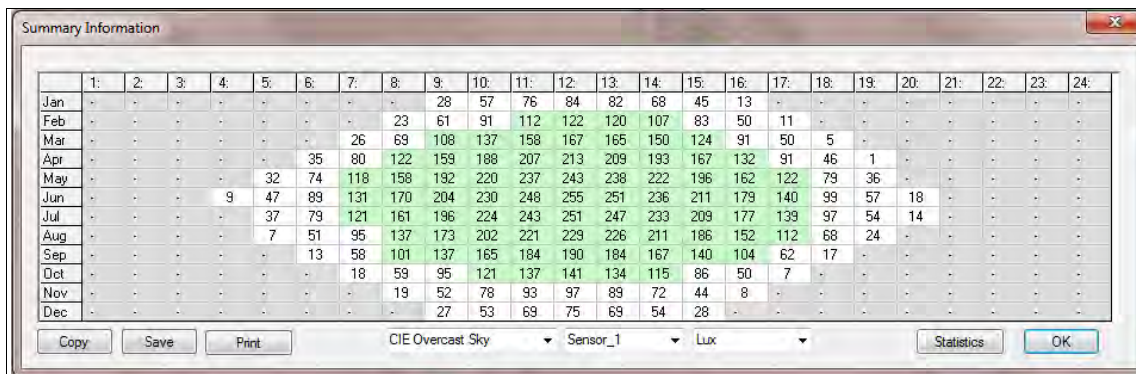 Summary Information
1: 2: 3: 4: 5: 6: 7: 8: 9: 10: 11: 12: 13: 14: 15: 16: 17: 18: 19: 20: 21: 22: 23: 24:
Jan - - - - - - - - 28 57 76 84 82 68 45 13 - - - - - - - -
Feb - - - - - - - 23 61 91 112 122 120 107 83 50 11 - - - - - - -
Mar - - - - - - 26 69 108 137 158 167 165 150 124 91 50 5 - - - - - -
Apr - - - - - 35 80 122 159 188 207 213 209 193 167 132 91 46 1 - - - - -
May - - - - 32 74 118 158 192 220 237 243 238 222 196 162 122 79 36 - - - - -
Jun - - - 9 47 89 131 170 204 230 248 255 251 236 211 179 140 99 57 18 - - - -
Jul - - - - 37 79 121 161 196 224 243 251 247 233 209 177 139 97 54 14 - - - -
Aug - - - - 7 51 95 137 173 202 221 229 226 211 186 152 112 68 24 - - - - -
Sep - - - - - 13 58 101 137 165 184 190 184 167 140 104 62 17 - - - - - -
Oct - - - - - - 18 59 95 121 137 141 134 115 86 50 7 - - - - - - -
Nov - - - - - - - 19 52 78 93 97 89 72 44 8 - - - - - - - -
Dec - - - - - - - - 27 53 69 75 69 54 28 - - - - - - - - -
Copy Save Print CIE Overcast Sky Sensor_1 Lux Statistics OK